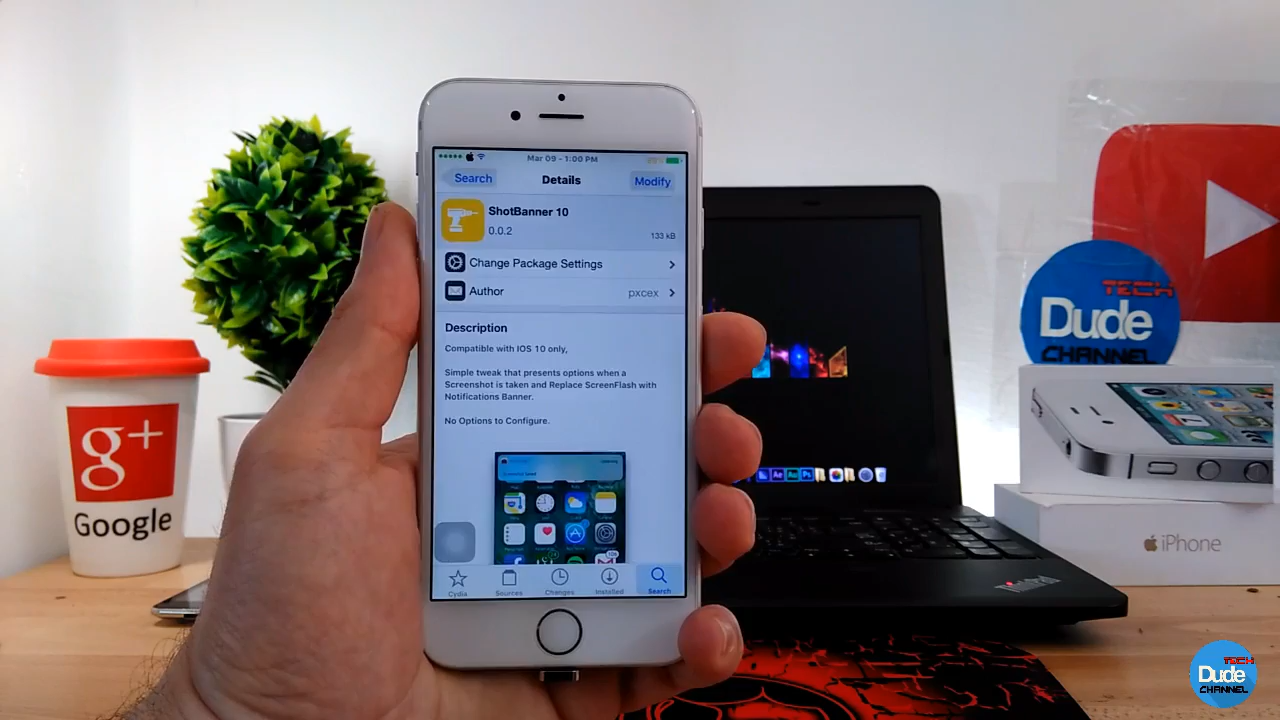 Mar 09 - 1:00 PM
Search
Details
Modify
ShotBanner 10
0.0.2
133 kB
Change Package Settings
Author
pxcex
Description
Compatible with IOS 10 only,
Simple tweak that presents options when a
Screenshot is taken and Replace ScreenFlash with
Notifications Banner.
No Options to Configure.
Cydia
Sources
Changes
Installed
Search
g+
Google
TECH
Dude
CHANNEL
iPhone
ThinkPad
TECH
Dude
CHANNEL